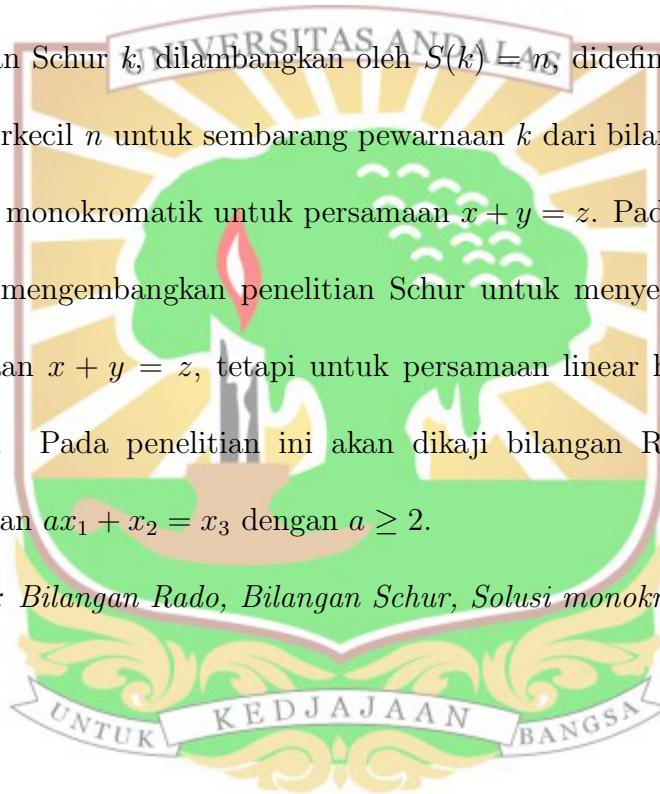 UNIVERSITAS ANDALAS
n Schur k, dilambangkan oleh S(k) = n, didefin
rkecil n untuk sembarang pewarnaan k dari bilan
monokromatik untuk persamaan x + y = z. Pad
mengembangkan penelitian Schur untuk menye
an x + y = z, tetapi untuk persamaan linear h
Pada penelitian ini akan dikaji bilangan R
an ax₁ + x₂ = x₃ dengan a ≥ 2.
: Bilangan Rado, Bilangan Schur, Solusi monokr
UNTUK KEDJAJAAN BANGSA